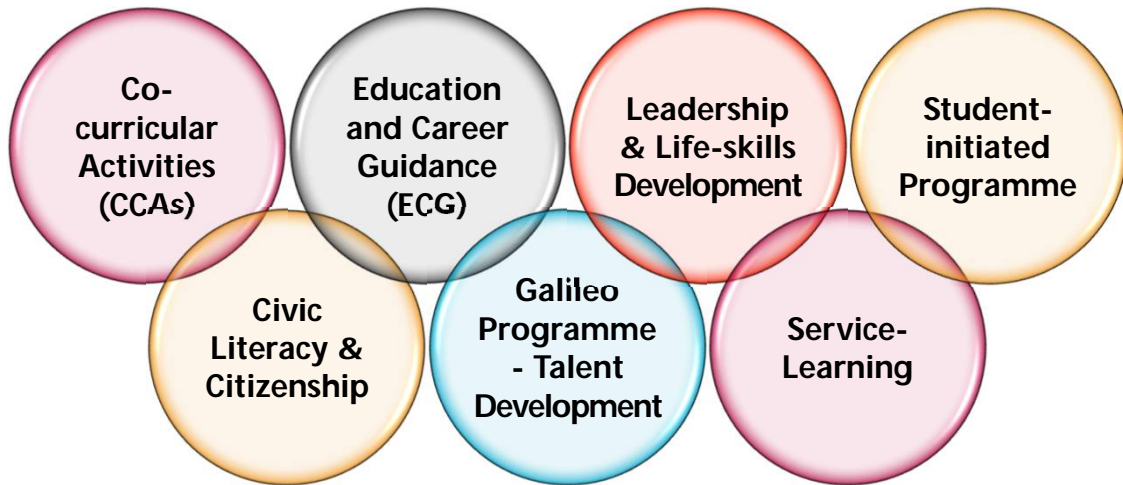 Co-
curricular
Activities
(CCAs)
Education
and Career
Guidance
(ECG)
Leadership
& Life-skills
Development
Student-
initiated
Programme
Civic
Literacy &
Citizenship
Galileo
Programme
- Talent
Development
Service-
Learning